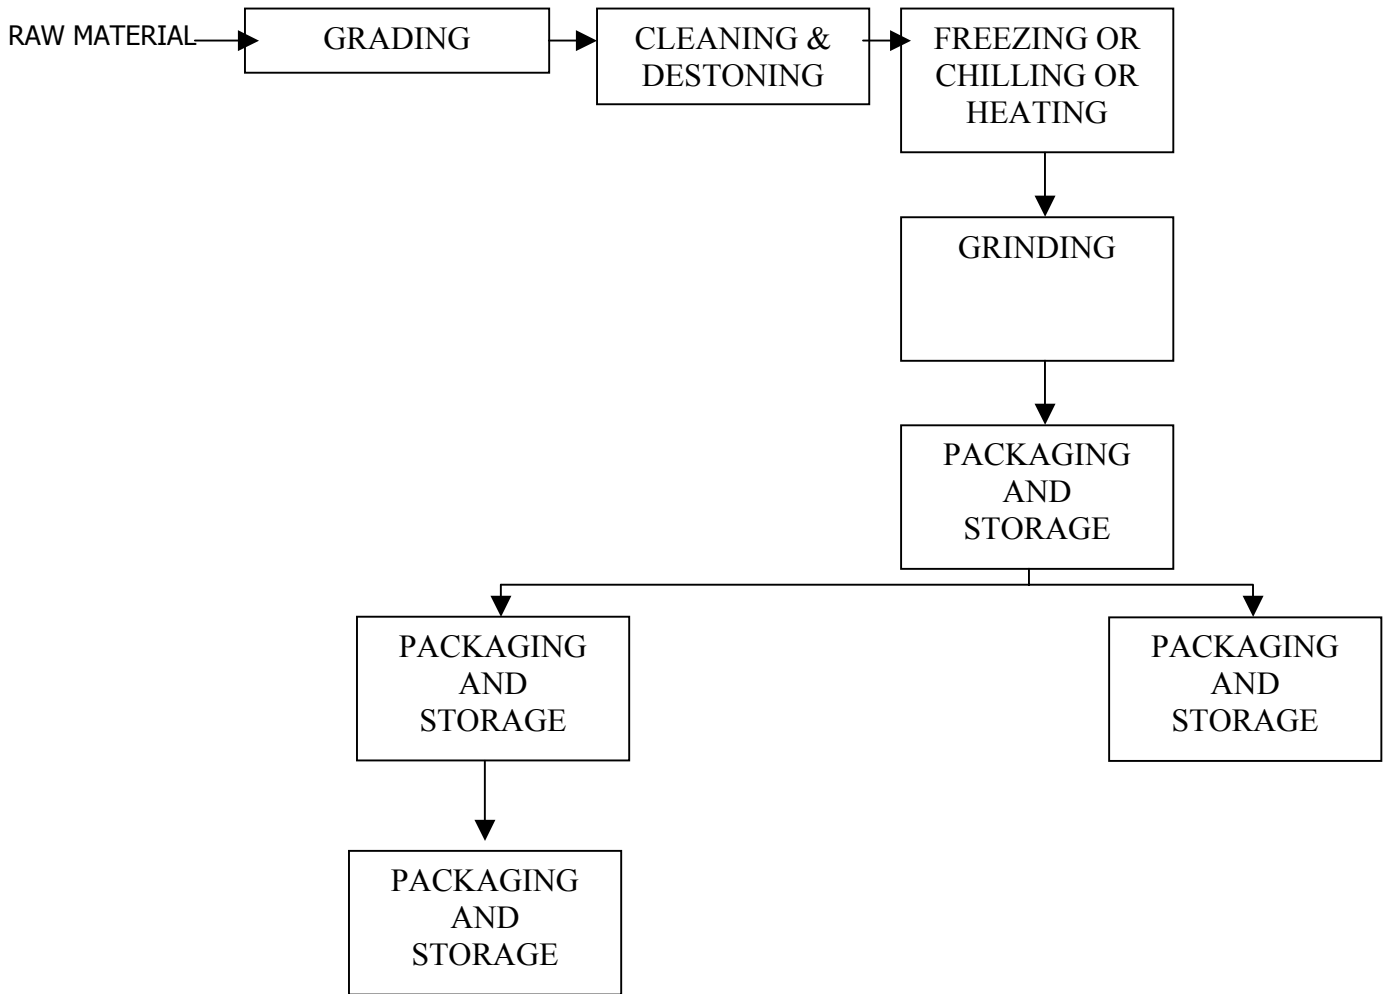 RAW MATERIAL
GRADING
CLEANING &
DESTONING
FREEZING OR
CHILLING OR
HEATING
GRINDING
PACKAGING
AND
STORAGE
PACKAGING
AND
STORAGE
PACKAGING
AND
STORAGE
PACKAGING
AND
STORAGE